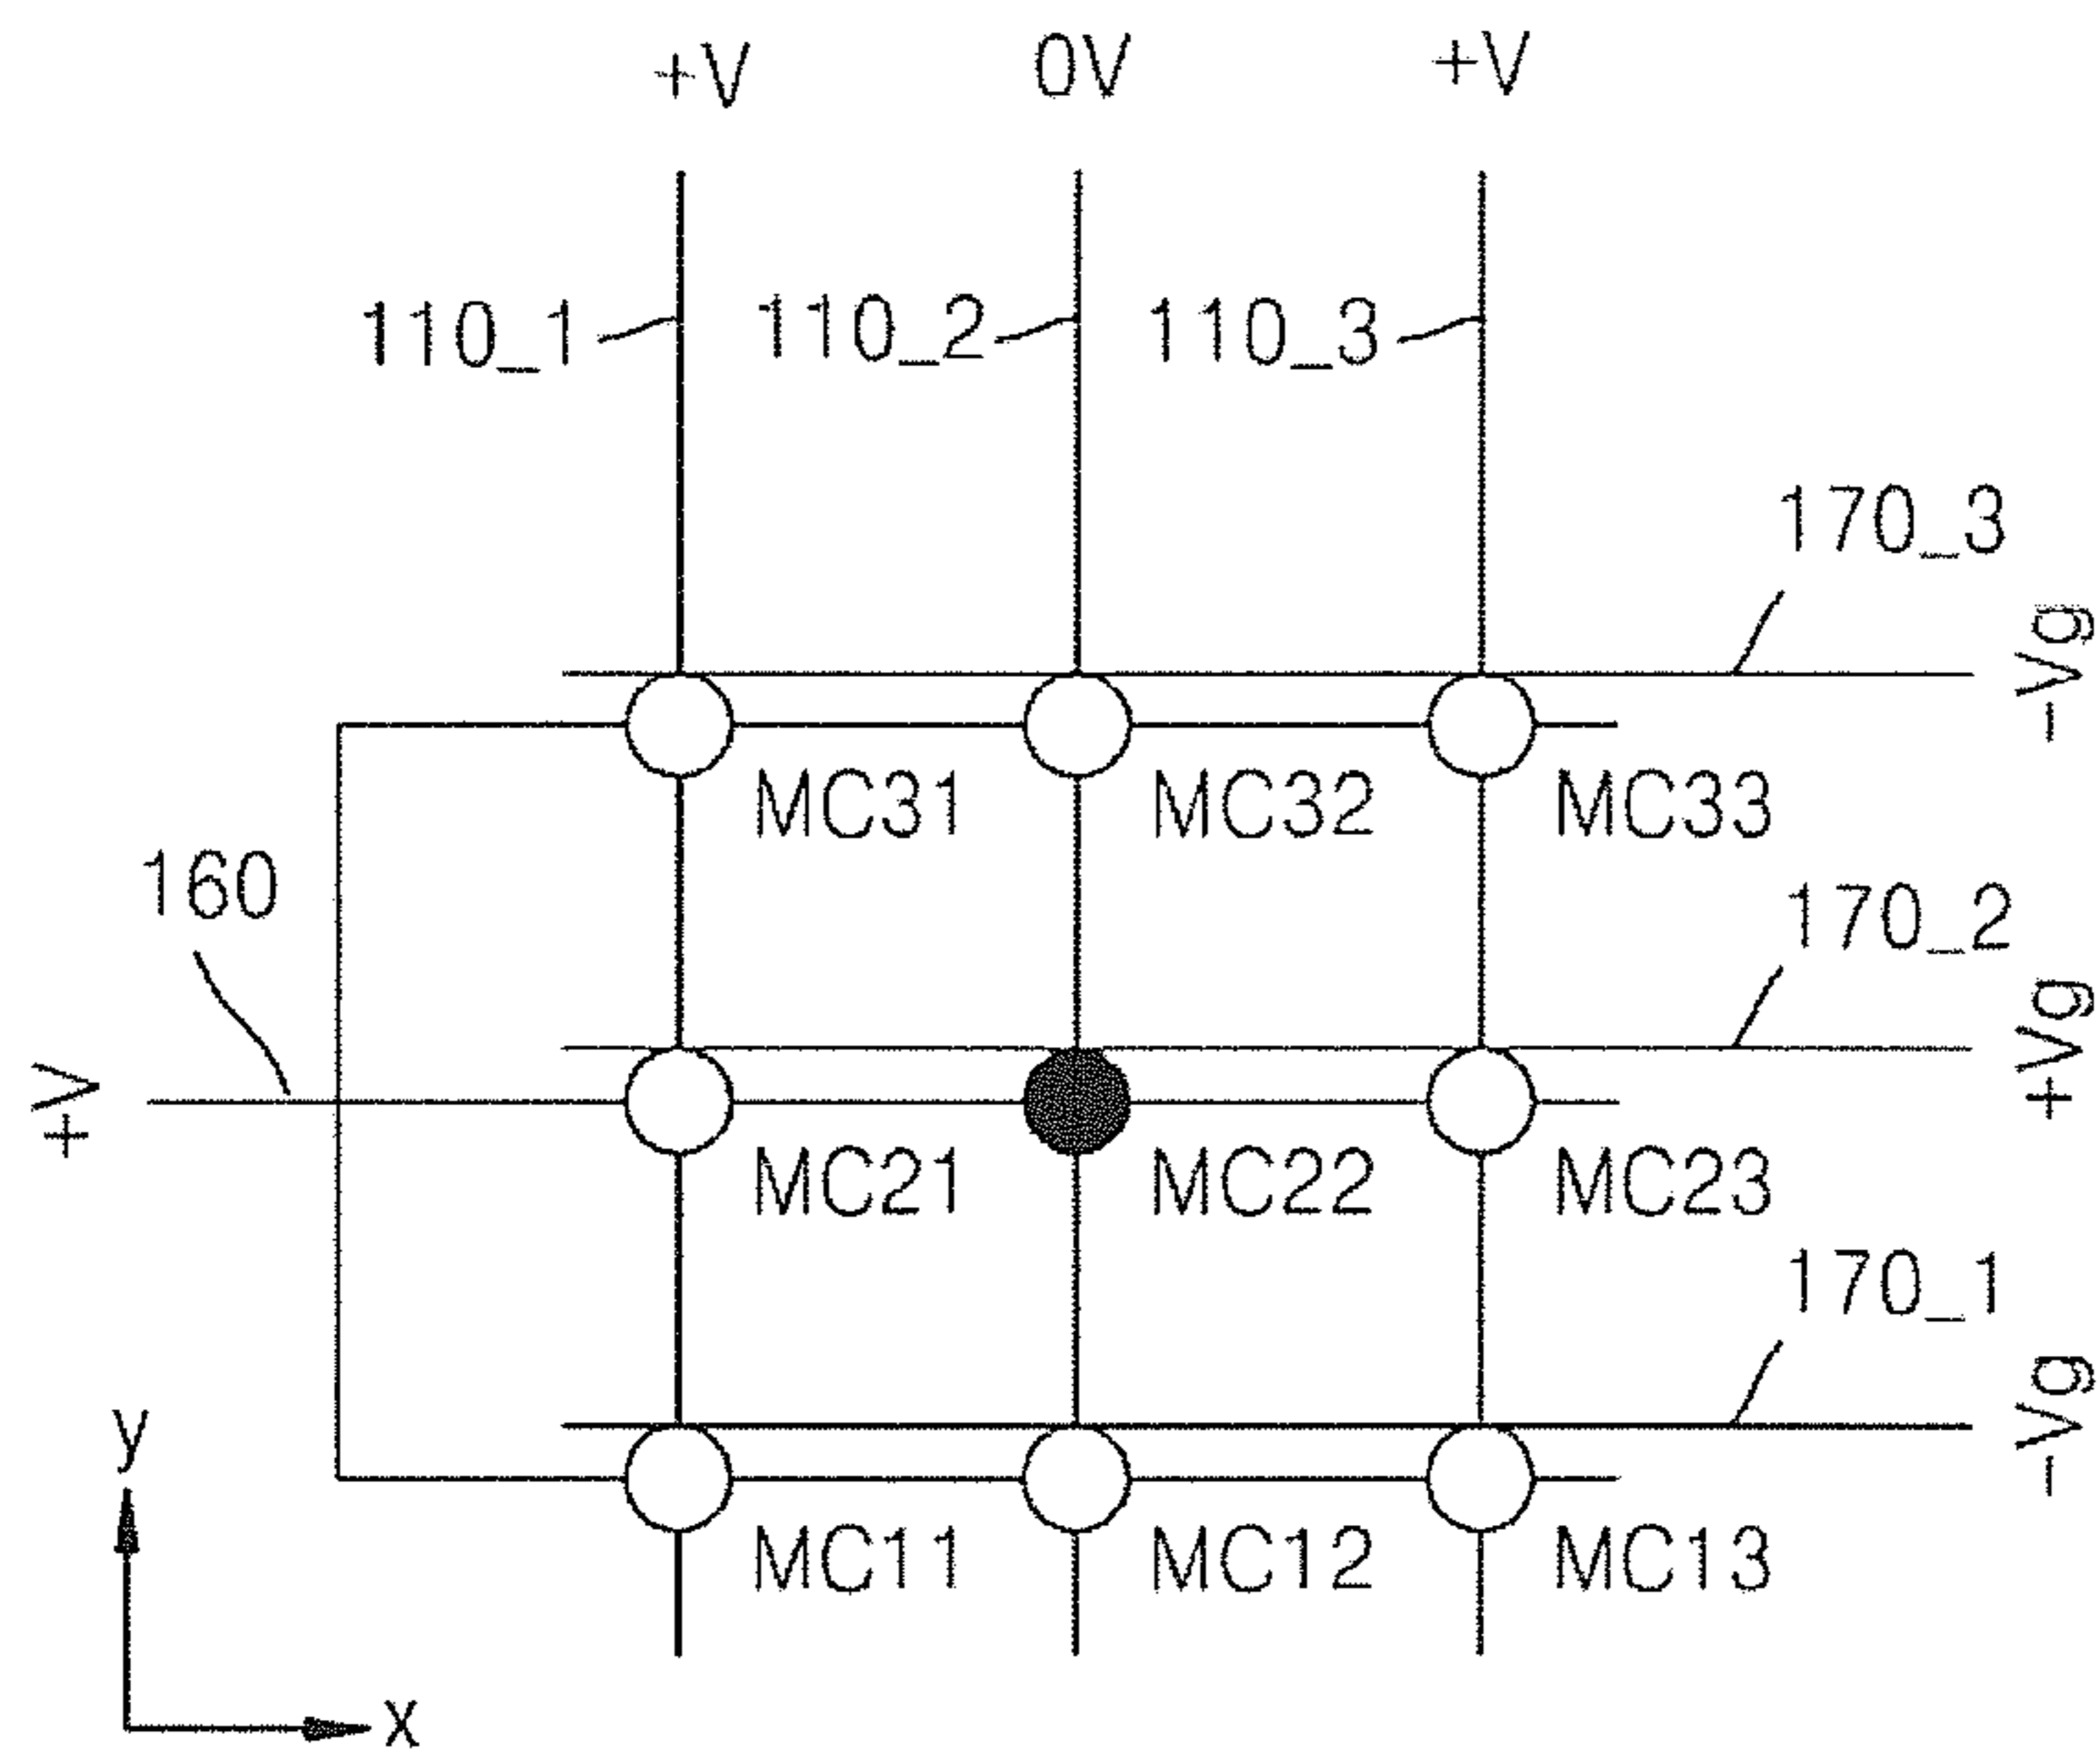 +V 0V +V
110_1 110_2 110_3
170_3
-Vg
MC31 MC32 MC33
160
170_2
+V
+Vg
MC21 MC22 MC23
170_1
-Vg
y
MC11 MC12 MC13
x